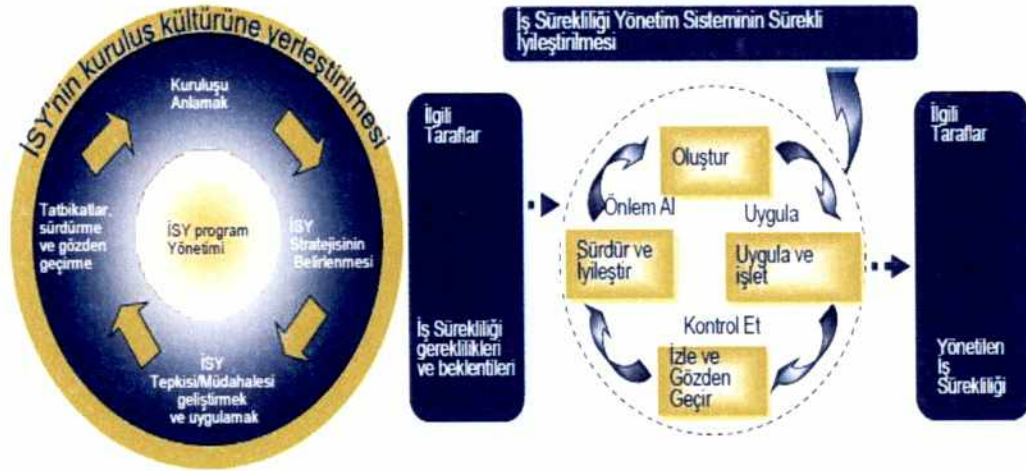 İSY'nin kuruluş kültürüne yerleştirilmesi
Kuruluşu
Anlamak
İSY
Stratejisinin
Belirlenmesi
İSY
Tepkisi/Müdahalesi
geliştirmek
ve uygulamak
Tatbikatlar,
sürdürme
ve gözden
geçirme
İSY program
Yönetimi
İş Sürekliliği Yönetim Sisteminin Sürekli
İyileştirilmesi
İlgili
Taraflar
İş Sürekliliği
gereklilikleri
ve beklentileri
Oluştur
Önlem Al
Uygula
Sürdür ve
İyileştir
Uygula ve
işlet
Kontrol Et
İzle ve
Gözden
Geçir
İlgili
Taraflar
Yönetilen
İş
Sürekliliği